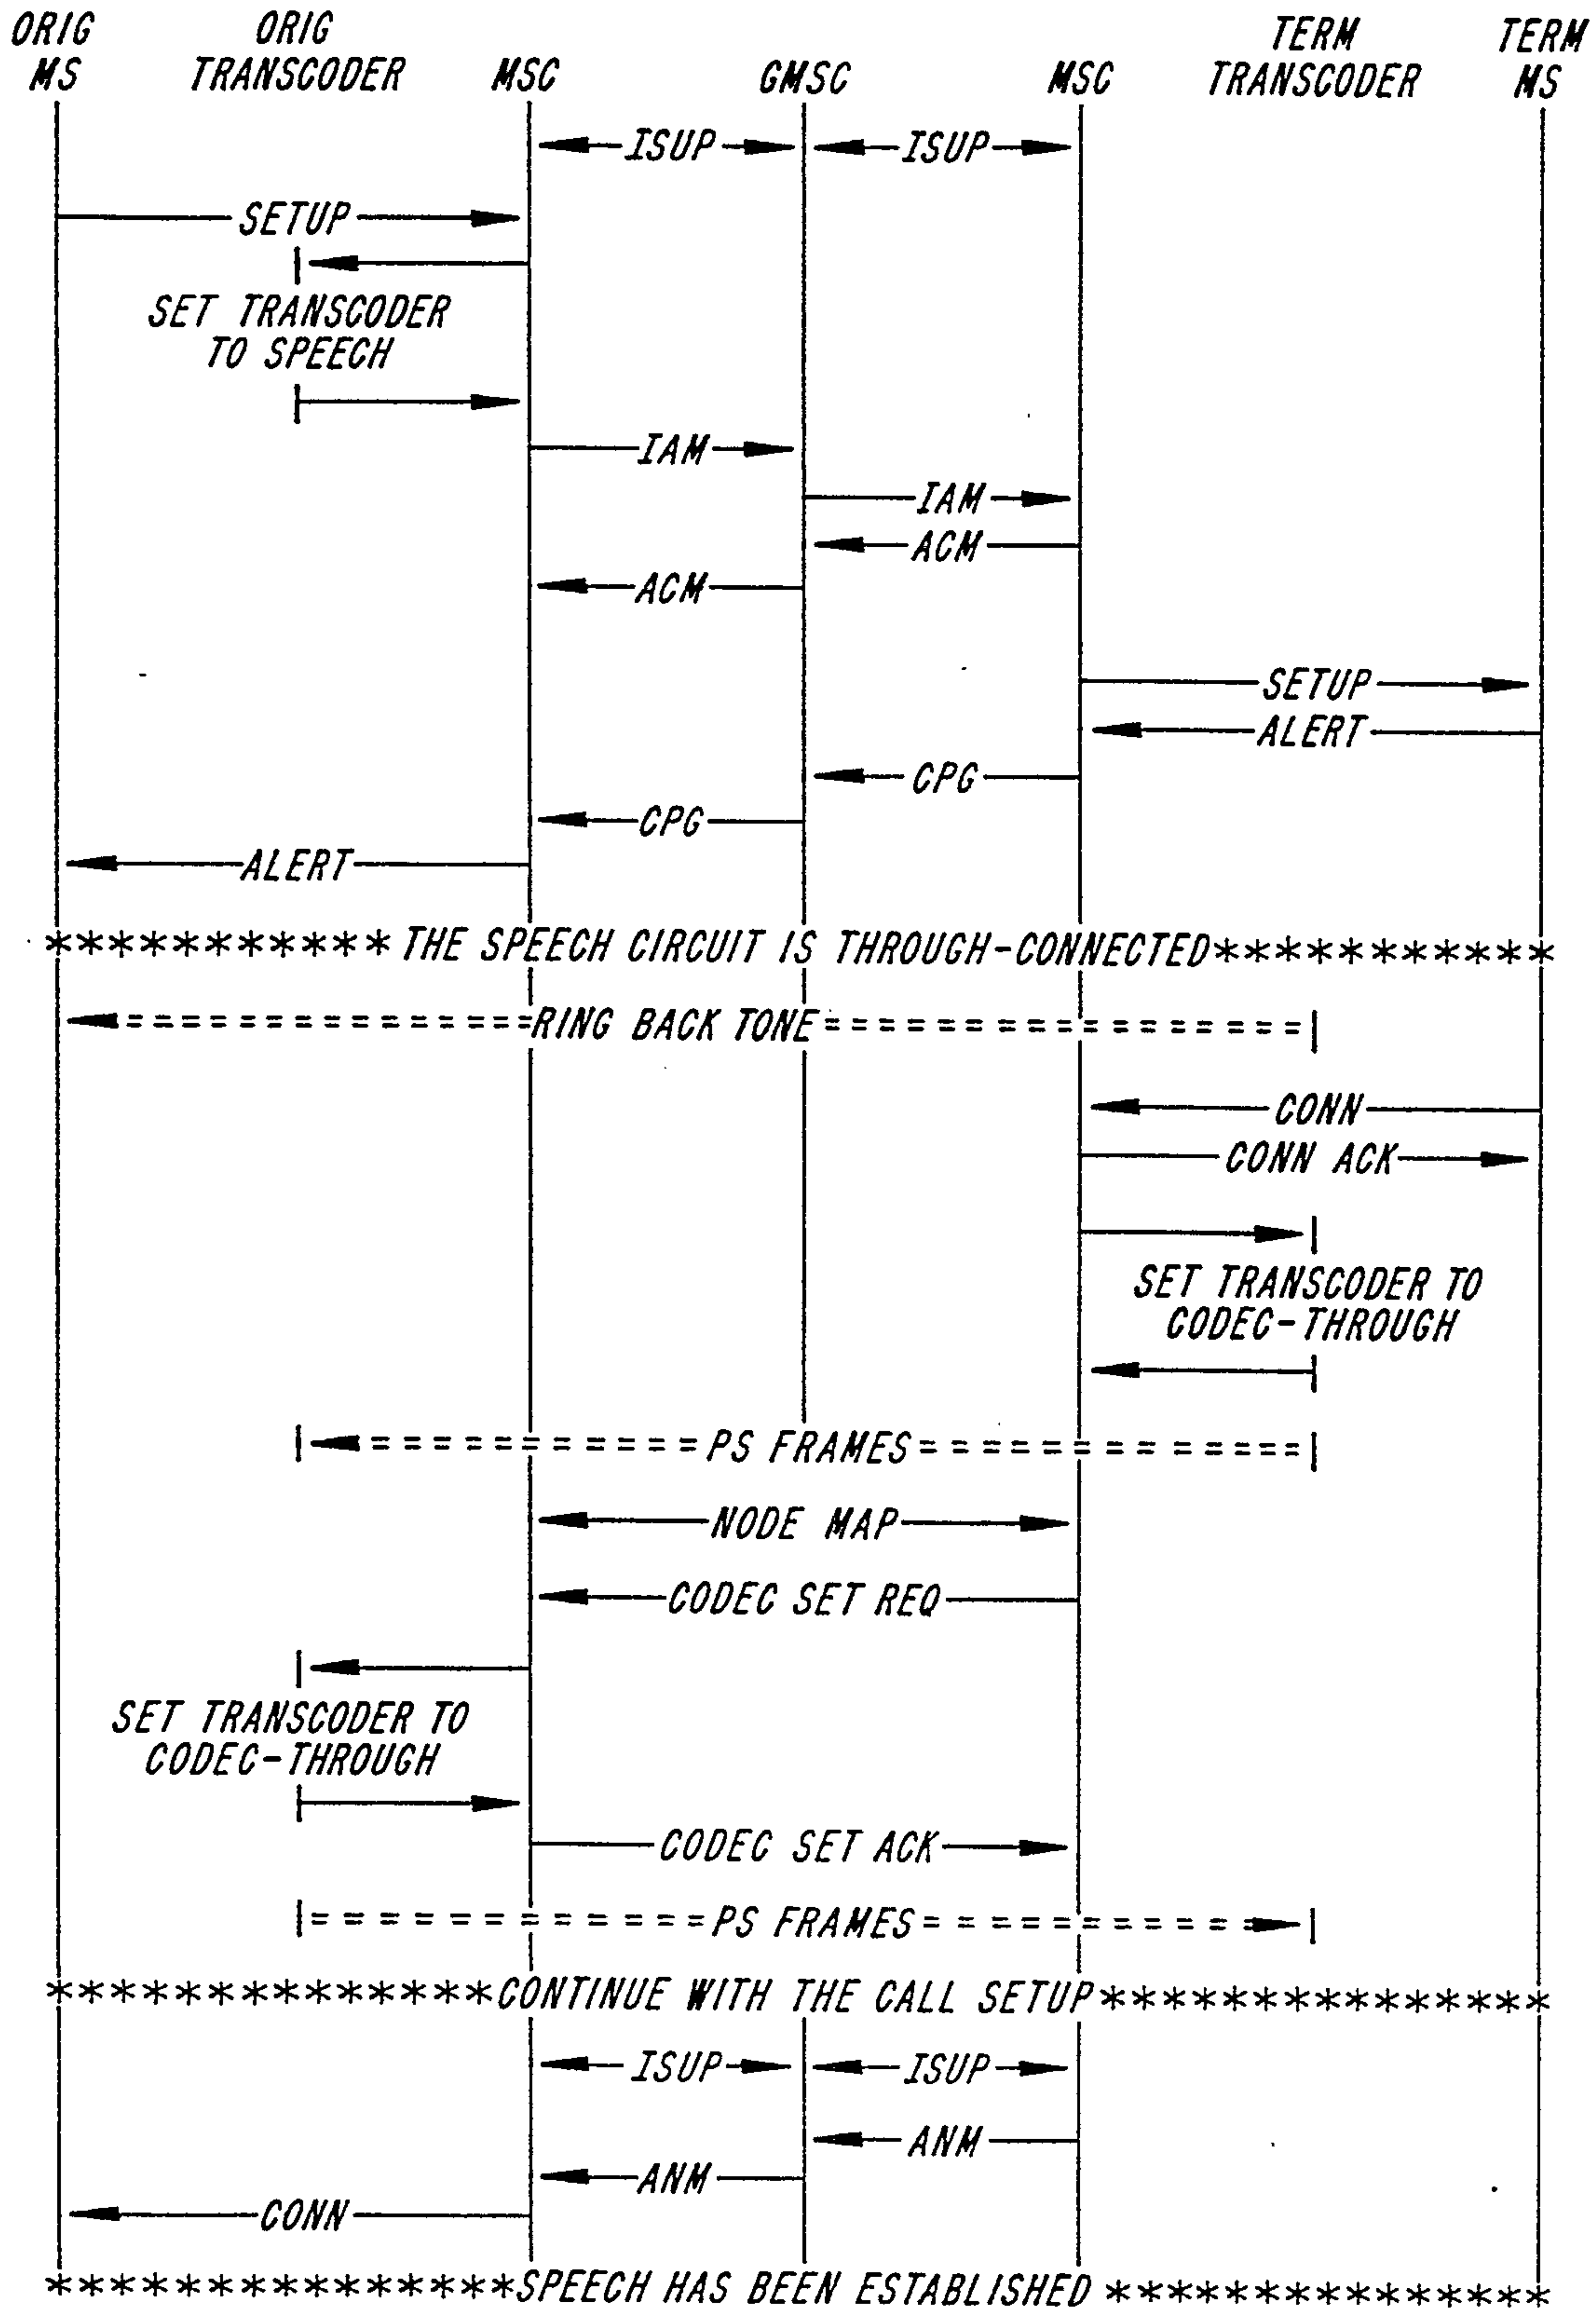 ORIG MS
ORIG TRANSCODER
MSC
GMSC
MSC
TERM TRANSCODER
TERM MS
ISUP ISUP
SETUP
SET TRANSCODER
TO SPEECH
IAM
IAM
ACM
ACM
SETUP
ALERT
CPG
CPG
ALERT
*********** THE SPEECH CIRCUIT IS THROUGH-CONNECTED***********
RING BACK TONE
CONN
CONN ACK
SET TRANSCODER TO
CODEC-THROUGH
PS FRAMES
NODE MAP
CODEC SET REQ
SET TRANSCODER TO
CODEC-THROUGH
CODEC SET ACK
PS FRAMES
**************CONTINUE WITH THE CALL SETUP***************
ISUP ISUP
ANM
ANM
CONN
***************SPEECH HAS BEEN ESTABLISHED **************